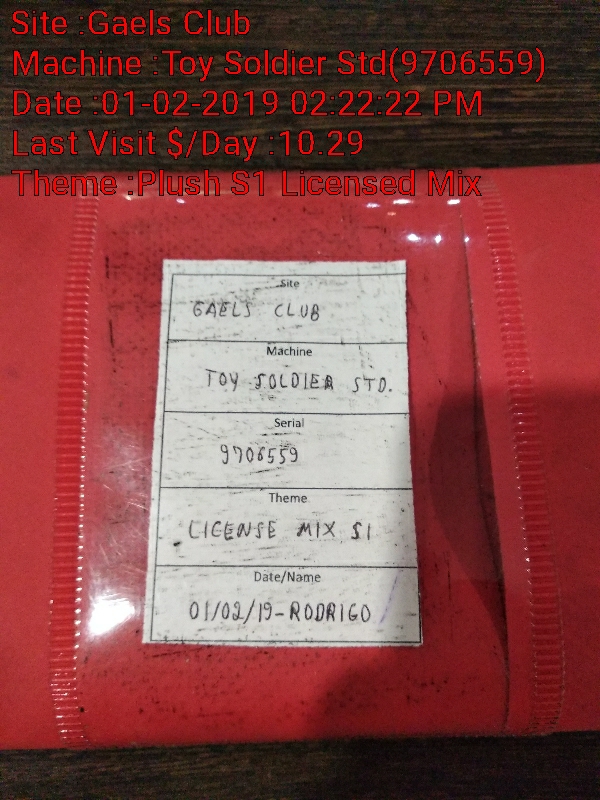 Site :Gaels Club
Machine :Toy Soldier Std(9706559)
Date :01-02-2019 02:22:22 PM
Last Visit $/Day :10.29
Theme :Plush S1 Licensed Mix
Site
GAELS CLUB
Machine
TOY SOLDIER STD.
Serial
9706559
Theme
LICENSE MIX S1
Date/Name
01/02/19-RODRIGO